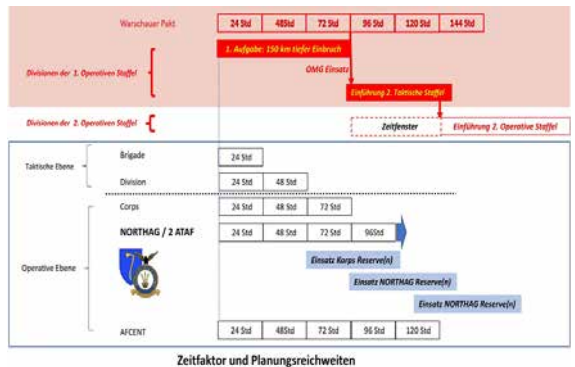 Warschauer Pakt 24 Std 48Std 72 Std 96 Std 120 Std 144 Std
1. Aufgabe: 150 km tiefer Einbruch
Divisionen der 1. Operativen Staffel
OMG Einsatz
Einführung 2. Taktische Staffel
Divisionen der 2. Operativen Staffel
Zeitfenster Einführung 2. Operative Staffel
Brigade 24 Std
Taktische Ebene
Division 24 Std 48 Std
Corps 24 Std 48 Std 72 Std
NORTHAG / 2 ATAF 24 Std 48 Std 72 Std 96Std
Einsatz Korps Reserve(n)
Operative Ebene
Einsatz NORTHAG Reserve(n)
Einsatz NORTHAG Reserve(n)
AFCENT 24 Std 48Std 72 Std 96 Std 120 Std
Zeitfaktor und Planungsreichweiten